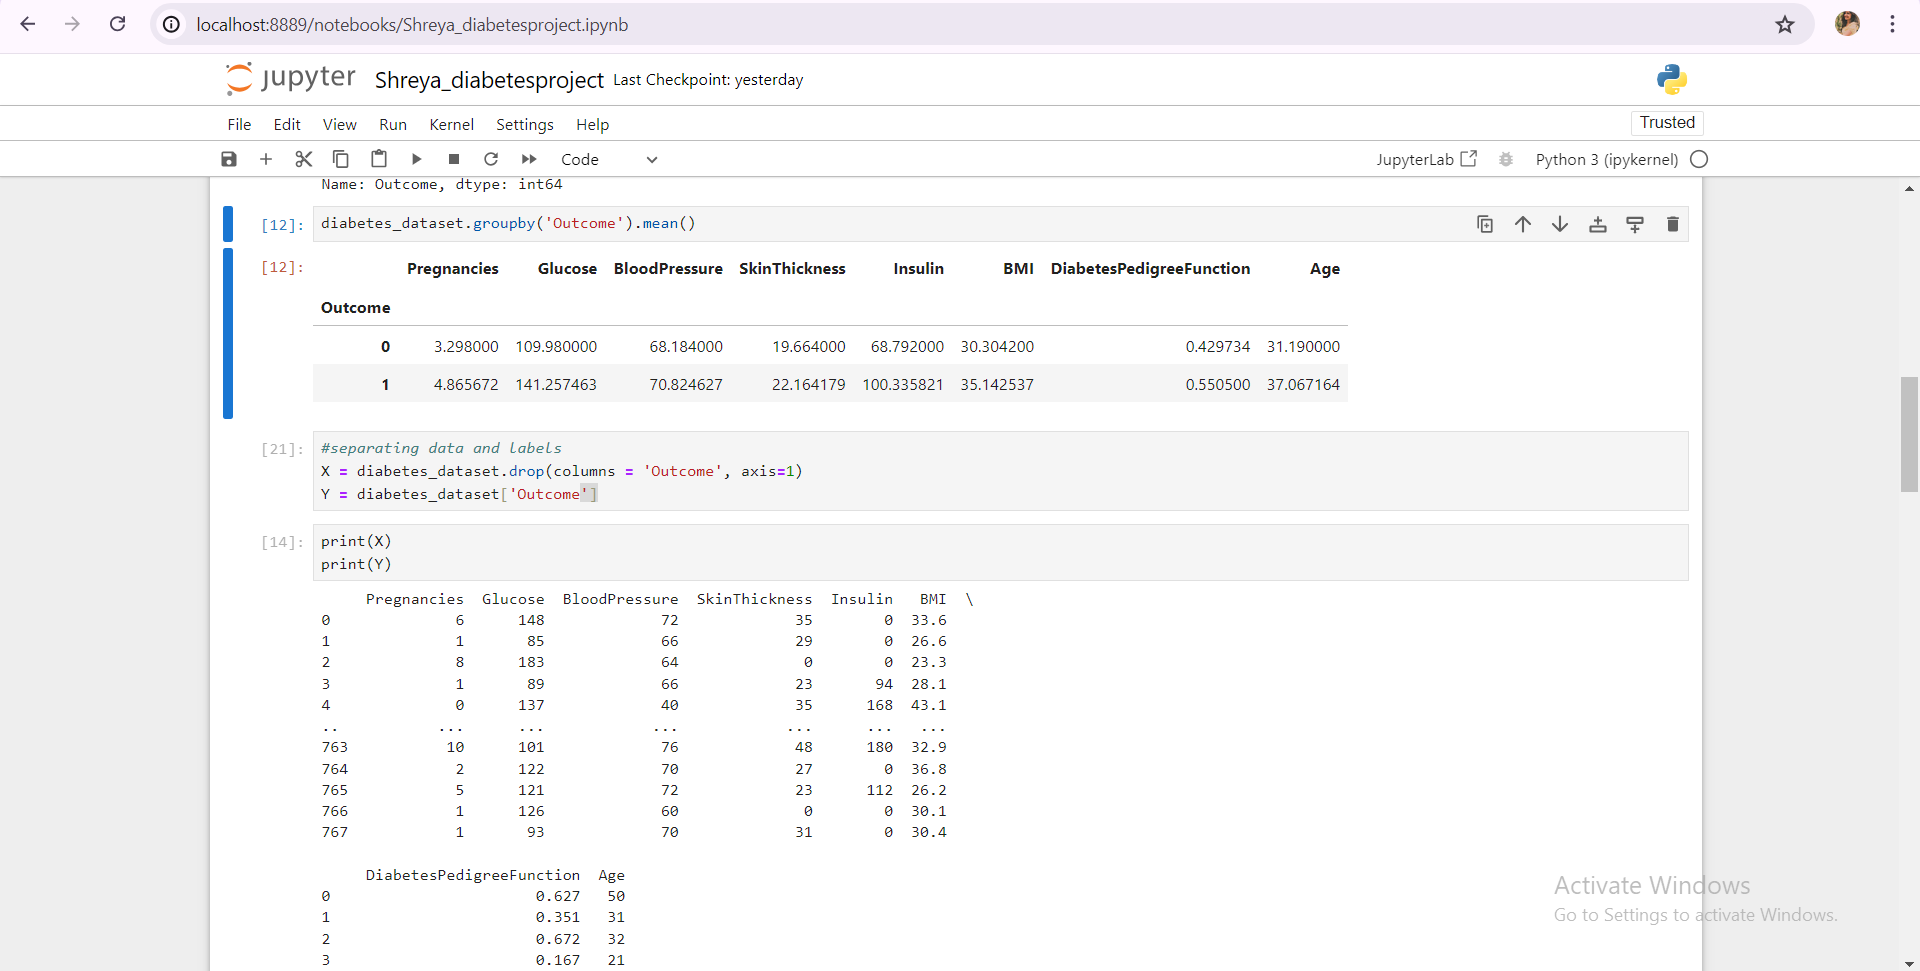 localhost:8889/notebooks/Shreya_diabetesproject.ipynb
jupyter Shreya_diabetesproject Last Checkpoint: yesterday
File Edit View Run Kernel Settings Help Trusted
Code JupyterLab Python 3 (ipykernel)
Name: Outcome, dtype: int64
[12]: diabetes_dataset.groupby('Outcome').mean()
[12]: Pregnancies Glucose BloodPressure SkinThickness Insulin BMI DiabetesPedigreeFunction Age
Outcome
0 3.298000 109.980000 68.184000 19.664000 68.792000 30.304200 0.429734 31.190000
1 4.865672 141.257463 70.824627 22.164179 100.335821 35.142537 0.550500 37.067164
[21]: #separating data and labels
X = diabetes_dataset.drop(columns = 'Outcome', axis=1)
Y = diabetes_dataset['Outcome']
[14]: print(X)
print(Y)
Pregnancies Glucose BloodPressure SkinThickness Insulin BMI \
0 6 148 72 35 0 33.6
1 1 85 66 29 0 26.6
2 8 183 64 0 0 23.3
3 1 89 66 23 94 28.1
4 0 137 40 35 168 43.1
.. ... ... ... ... ... ...
763 10 101 76 48 180 32.9
764 2 122 70 27 0 36.8
765 5 121 72 23 112 26.2
766 1 126 60 0 0 30.1
767 1 93 70 31 0 30.4
DiabetesPedigreeFunction Age
0 0.627 50
1 0.351 31
2 0.672 32
3 0.167 21
Activate Windows
Go to Settings to activate Windows.